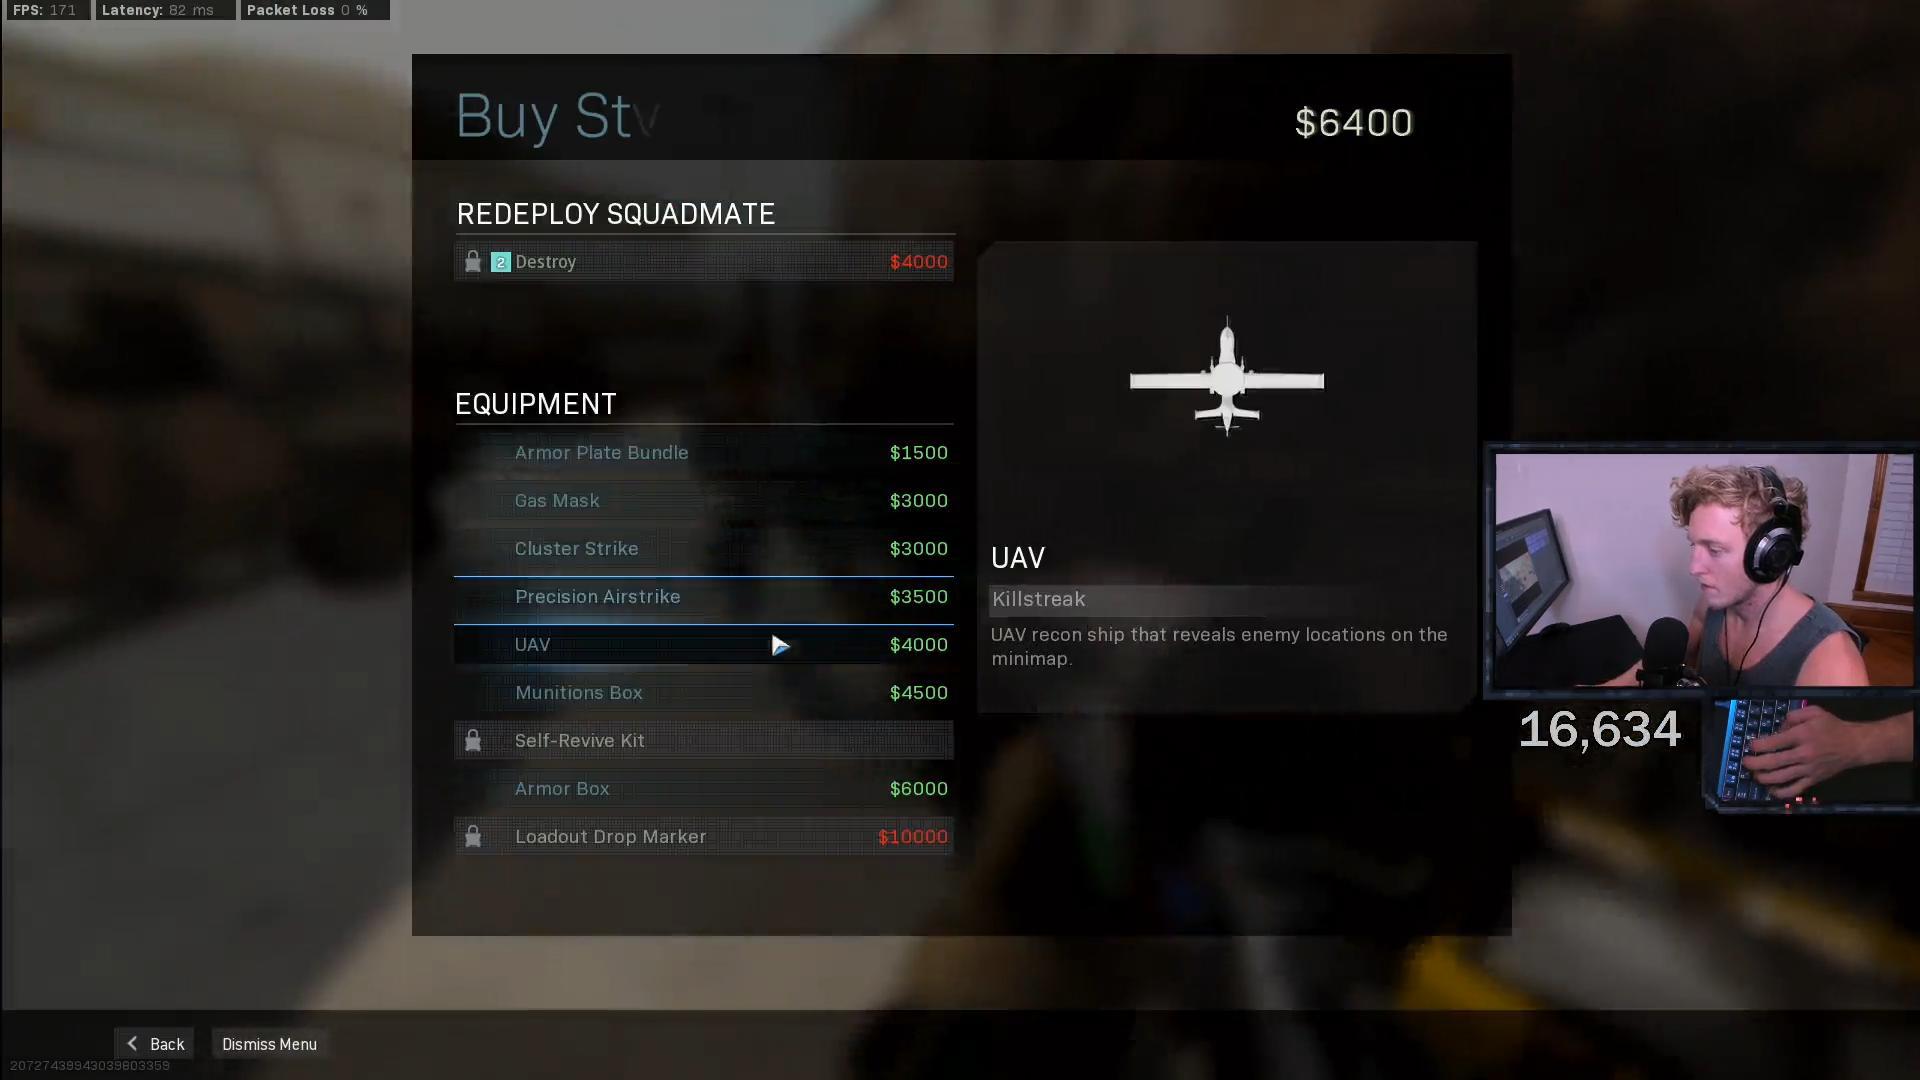 FPS: 171 Latency: 82 ms Packet Loss 0 %
Buy St
$6400
REDEPLOY SQUADMATE
2 Destroy $4000
EQUIPMENT
Armor Plate Bundle $1500
Gas Mask $3000
Cluster Strike $3000
Precision Airstrike $3500
UAV $4000
Munitions Box $4500
Self-Revive Kit
Armor Box $6000
Loadout Drop Marker $10000
UAV
Killstreak
UAV recon ship that reveals enemy locations on the
minimap.
16,634
Back Dismiss Menu
20727439943039803359